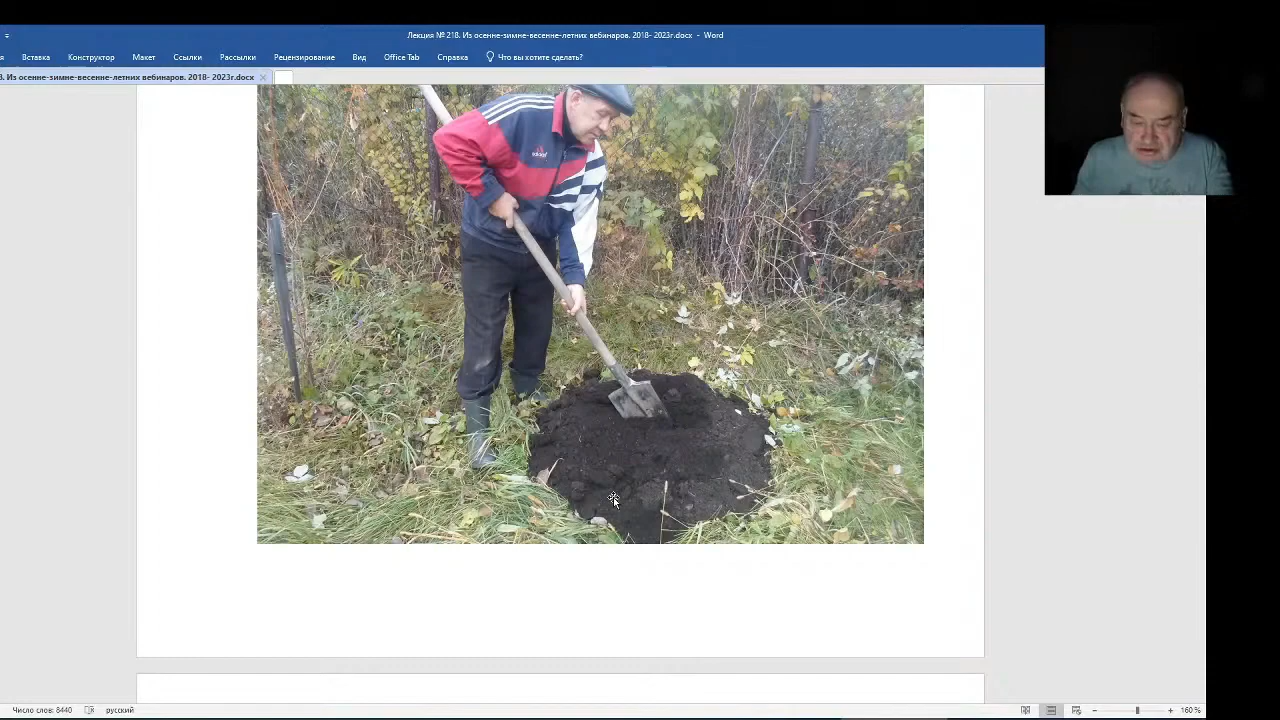 Лекция № 218. Из осенне-зимне-весенне-летних вебинаров. 2018- 2023г.docx - Word
Вставка Конструктор Макет Ссылки Рассылки Рецензирование Вид Office Tab Справка Что вы хотите сделать?
8. Из осенне-зимне-весенне-летних вебинаров. 2018- 2023г.docx
adidas
Число слов: 8440 русский 160 %